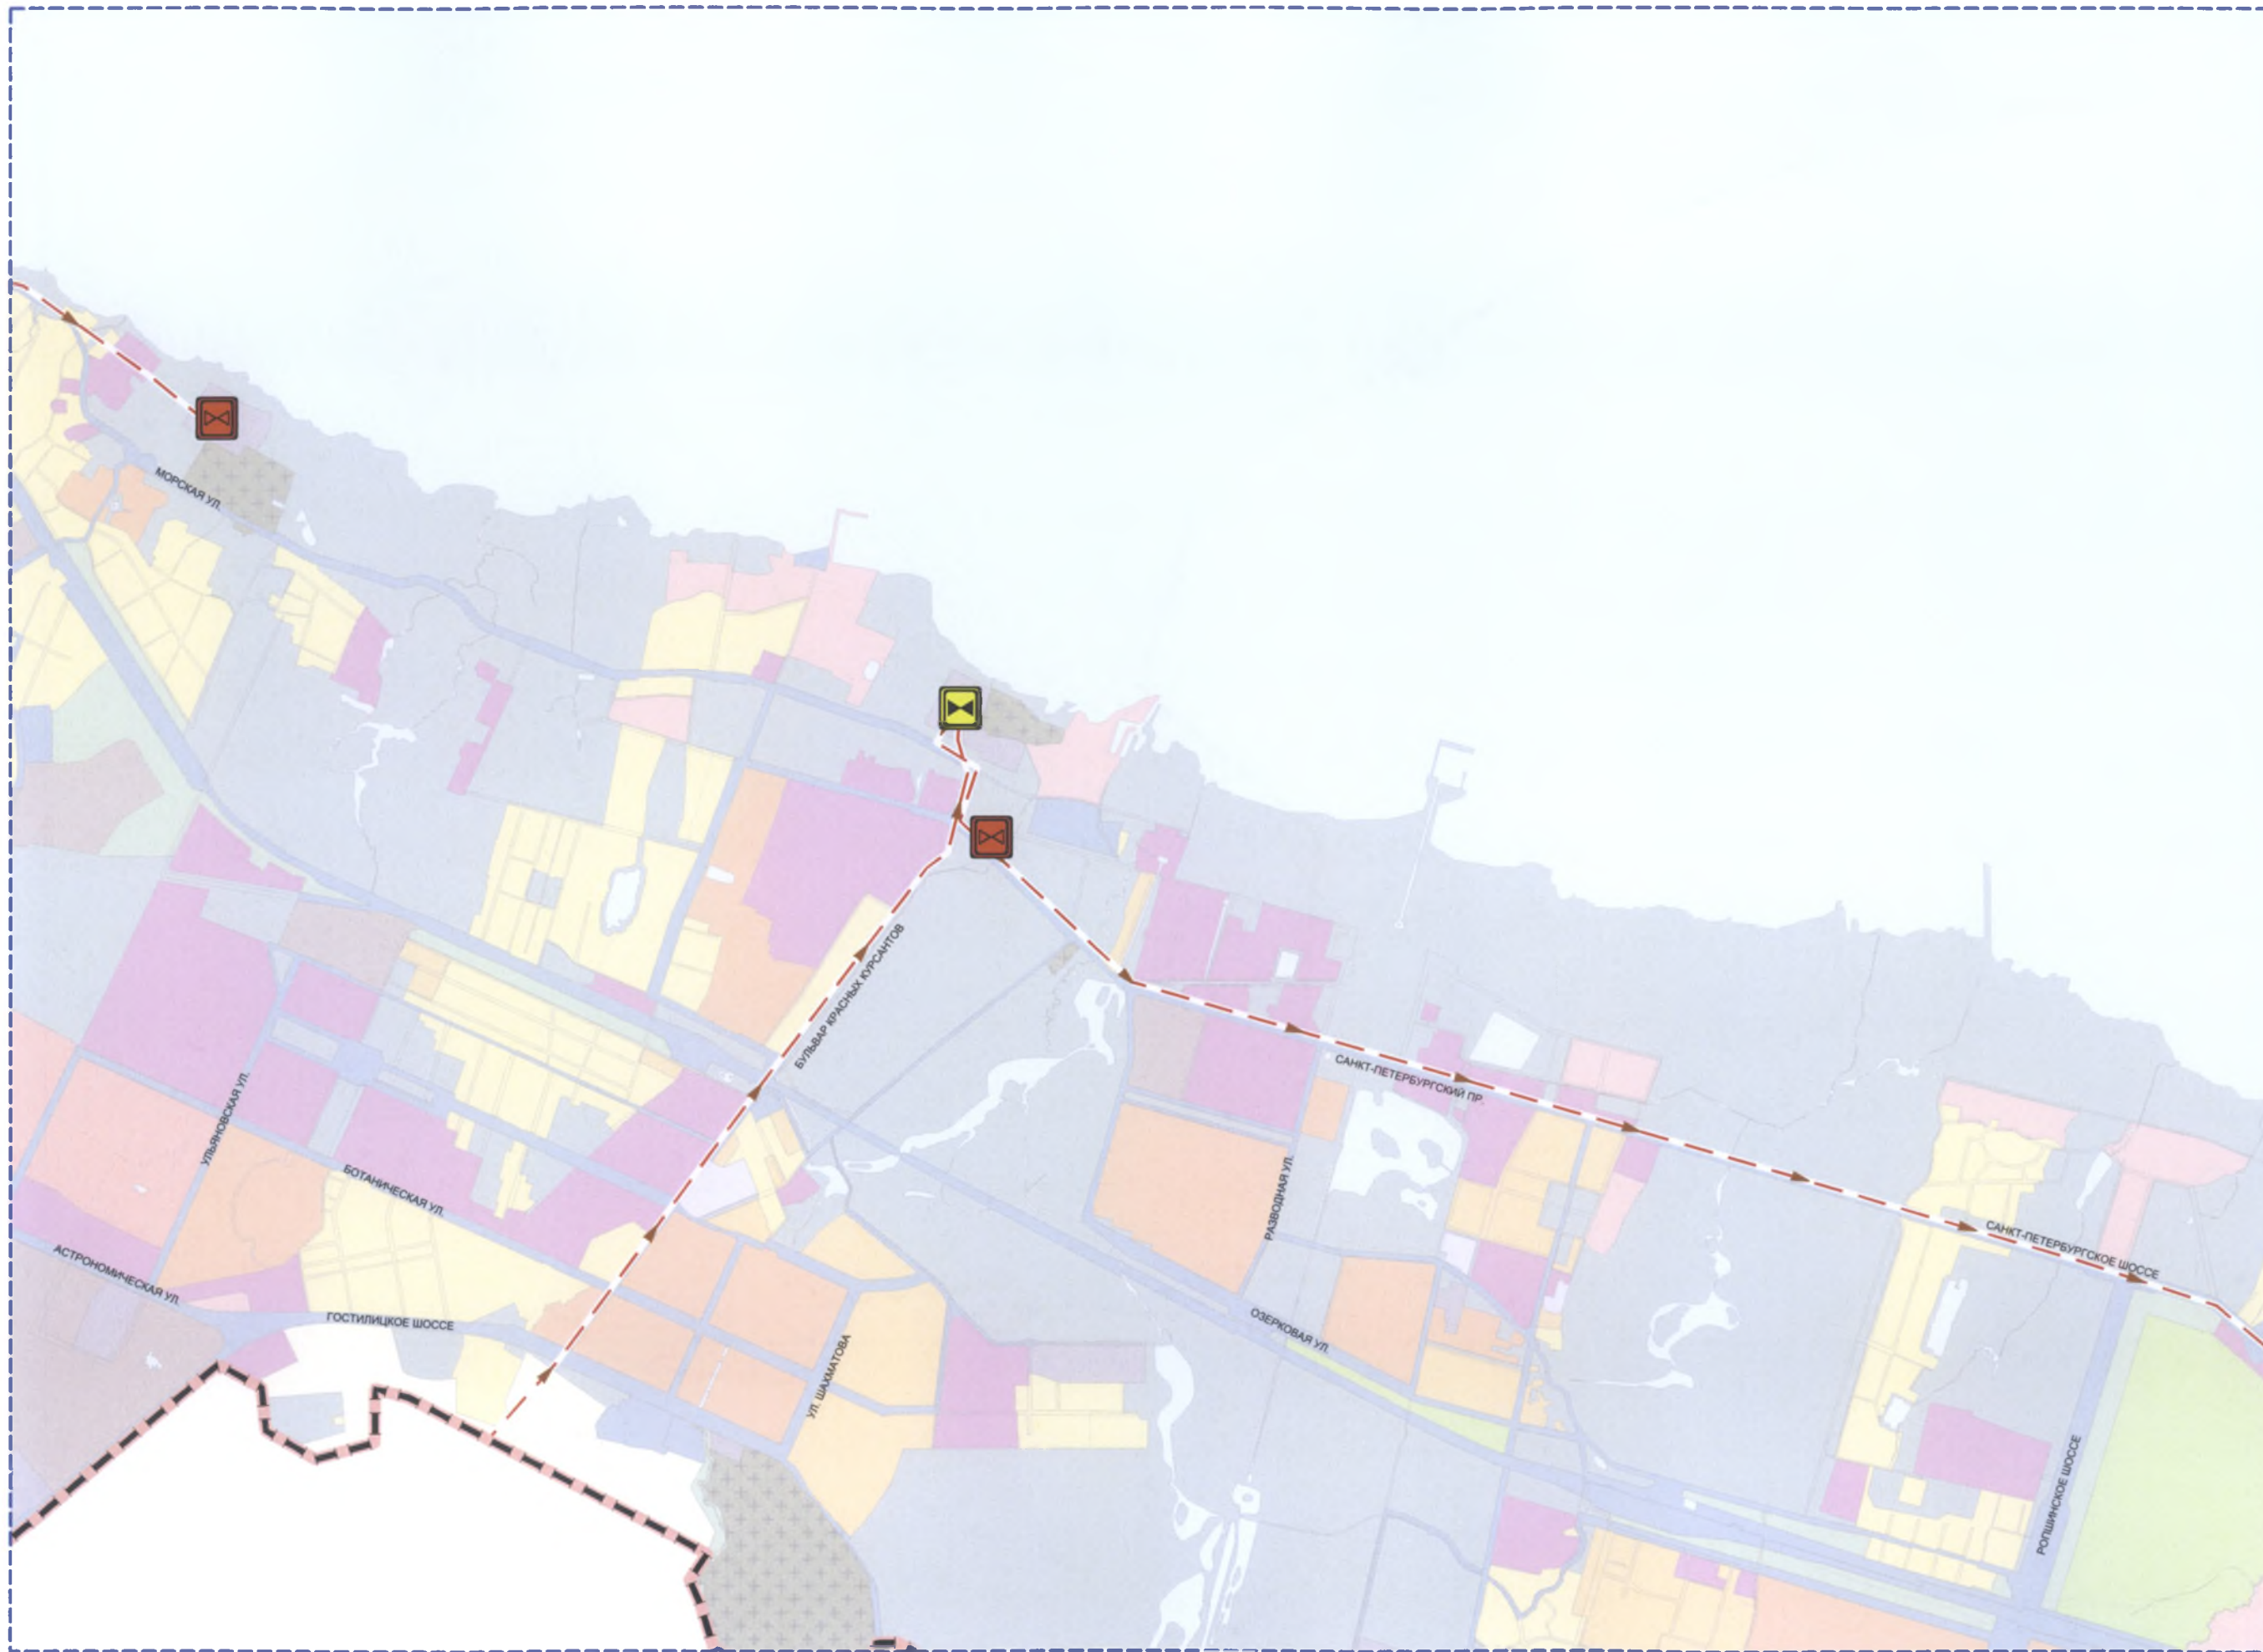 МОРСКАЯ УЛ.
БУЛЬВАР КРАСНЫХ КУРСАНТОВ
САНКТ-ПЕТЕРБУРГСКИЙ ПР.
УЛЬЯНОВСКАЯ УЛ.
БОТАНИЧЕСКАЯ УЛ.
РАЗВОДНАЯ УЛ.
САНКТ-ПЕТЕРБУРГСКОЕ ШОССЕ
АСТРОНОМИЧЕСКАЯ УЛ.
ГОСТИЛИЦКОЕ ШОССЕ
ОЗЕРКОВАЯ УЛ.
УЛ. ШАХМАТОВА
РОПШИНСКОЕ ШОССЕ